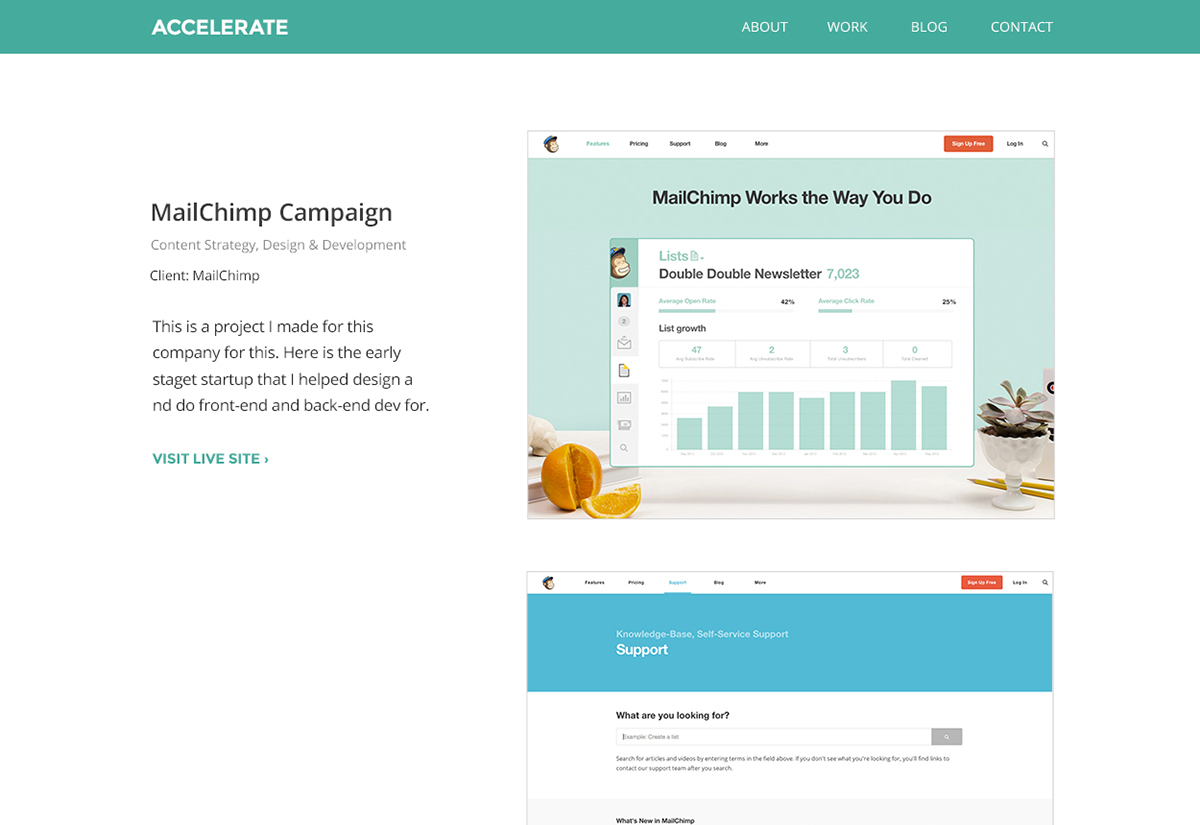 ACCELERATE
ABOUT WORK BLOG CONTACT
MailChimp Campaign
Content Strategy, Design & Development
Client: MailChimp
This is a project I made for this
company for this. Here is the early
staget startup that I helped design a
nd do front-end and back-end dev for.
VISIT LIVE SITE ›
Features Pricing Support Blog More Sign Up Free Log In
MailChimp Works the Way You Do
Lists
Double Double Newsletter 7,023
Average Open Rate 42% Average Click Rate 25%
List growth
47 2 3 0
Avg Subscribe Rate Avg Unsubscribe Rate Total Unsubscribers Total Cleaned
2
Features Pricing Support Blog More Sign Up Free Log In
Knowledge-Base, Self-Service Support
Support
What are you looking for?
Example: Create a list
Search for articles and videos by entering terms in the field above. If you don't see what you're looking for, you'll find links to
contact our support team after you search.
What's New in MailChimp